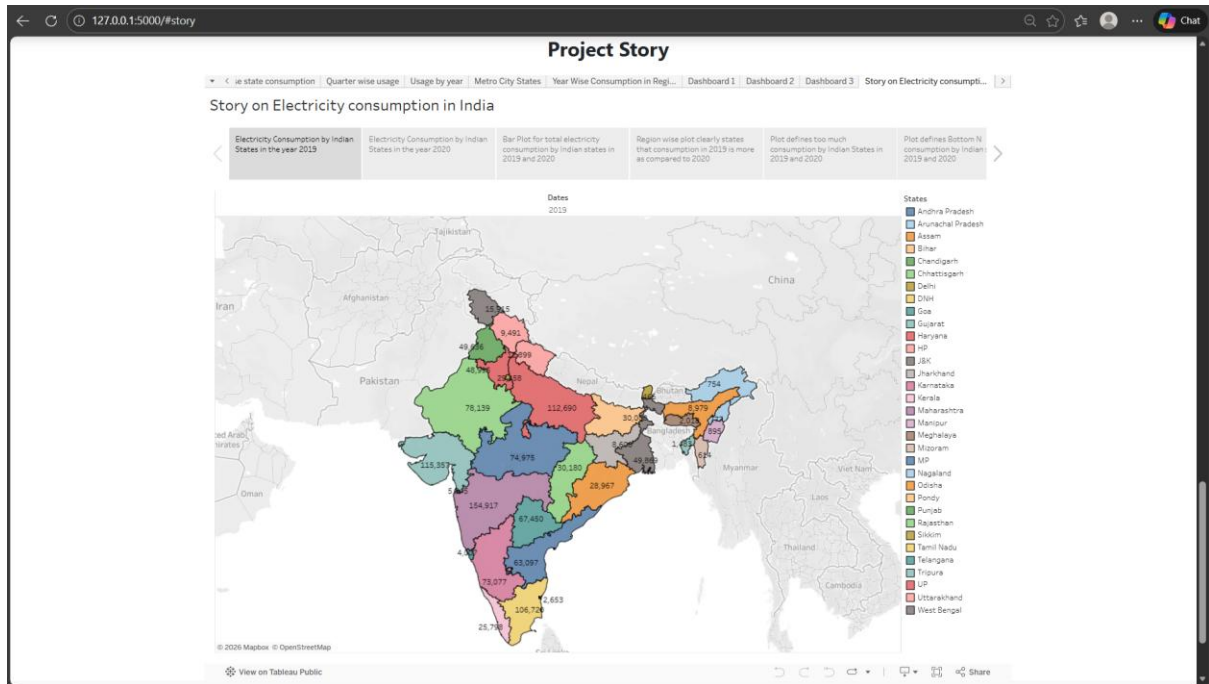 127.0.0.1:5000/#story
Chat
Project Story
se state consumption
Quarter wise usage
Usage by year
Metro City States
Year Wise Consumption in Regi...
Dashboard 1
Dashboard 2
Dashboard 3
Story on Electricity consumpti...
Story on Electricity consumption in India
Electricity Consumption by Indian
States in the year 2019
Electricity Consumption by Indian
States in the year 2020
Bar Plot for total electricity
consumption by Indian states in
2019 and 2020
Region wise plot clearly states
that consumption in 2019 is more
as compared to 2020
Plot defines too much
consumption by Indian States in
2019 and 2020
Plot defines Bottom N
consumption by Indian
2019 and 2020
Dates
2019
Tajikistan
China
Afghanistan
Iran
Pakistan
Nepal
Bhutan
Bangladesh
Myanmar
Viet Nam
Laos
Thailand
Cambodia
Oman
9,491
78,139
112,690
754
8,979
895
614
115,357
74,975
30,180
49,869
28,967
154,917
67,460
63,097
73,077
2,653
106,726
25,798
States
Andhra Pradesh
Arunachal Pradesh
Assam
Bihar
Chandigarh
Chhattisgarh
Delhi
DNH
Goa
Gujarat
Haryana
HP
J&K
Jharkhand
Karnataka
Kerala
Maharashtra
Manipur
Meghalaya
Mizoram
MP
Nagaland
Odisha
Pondy
Punjab
Rajasthan
Sikkim
Tamil Nadu
Telangana
Tripura
UP
Uttarakhand
West Bengal
© 2026 Mapbox © OpenStreetMap
View on Tableau Public
Share